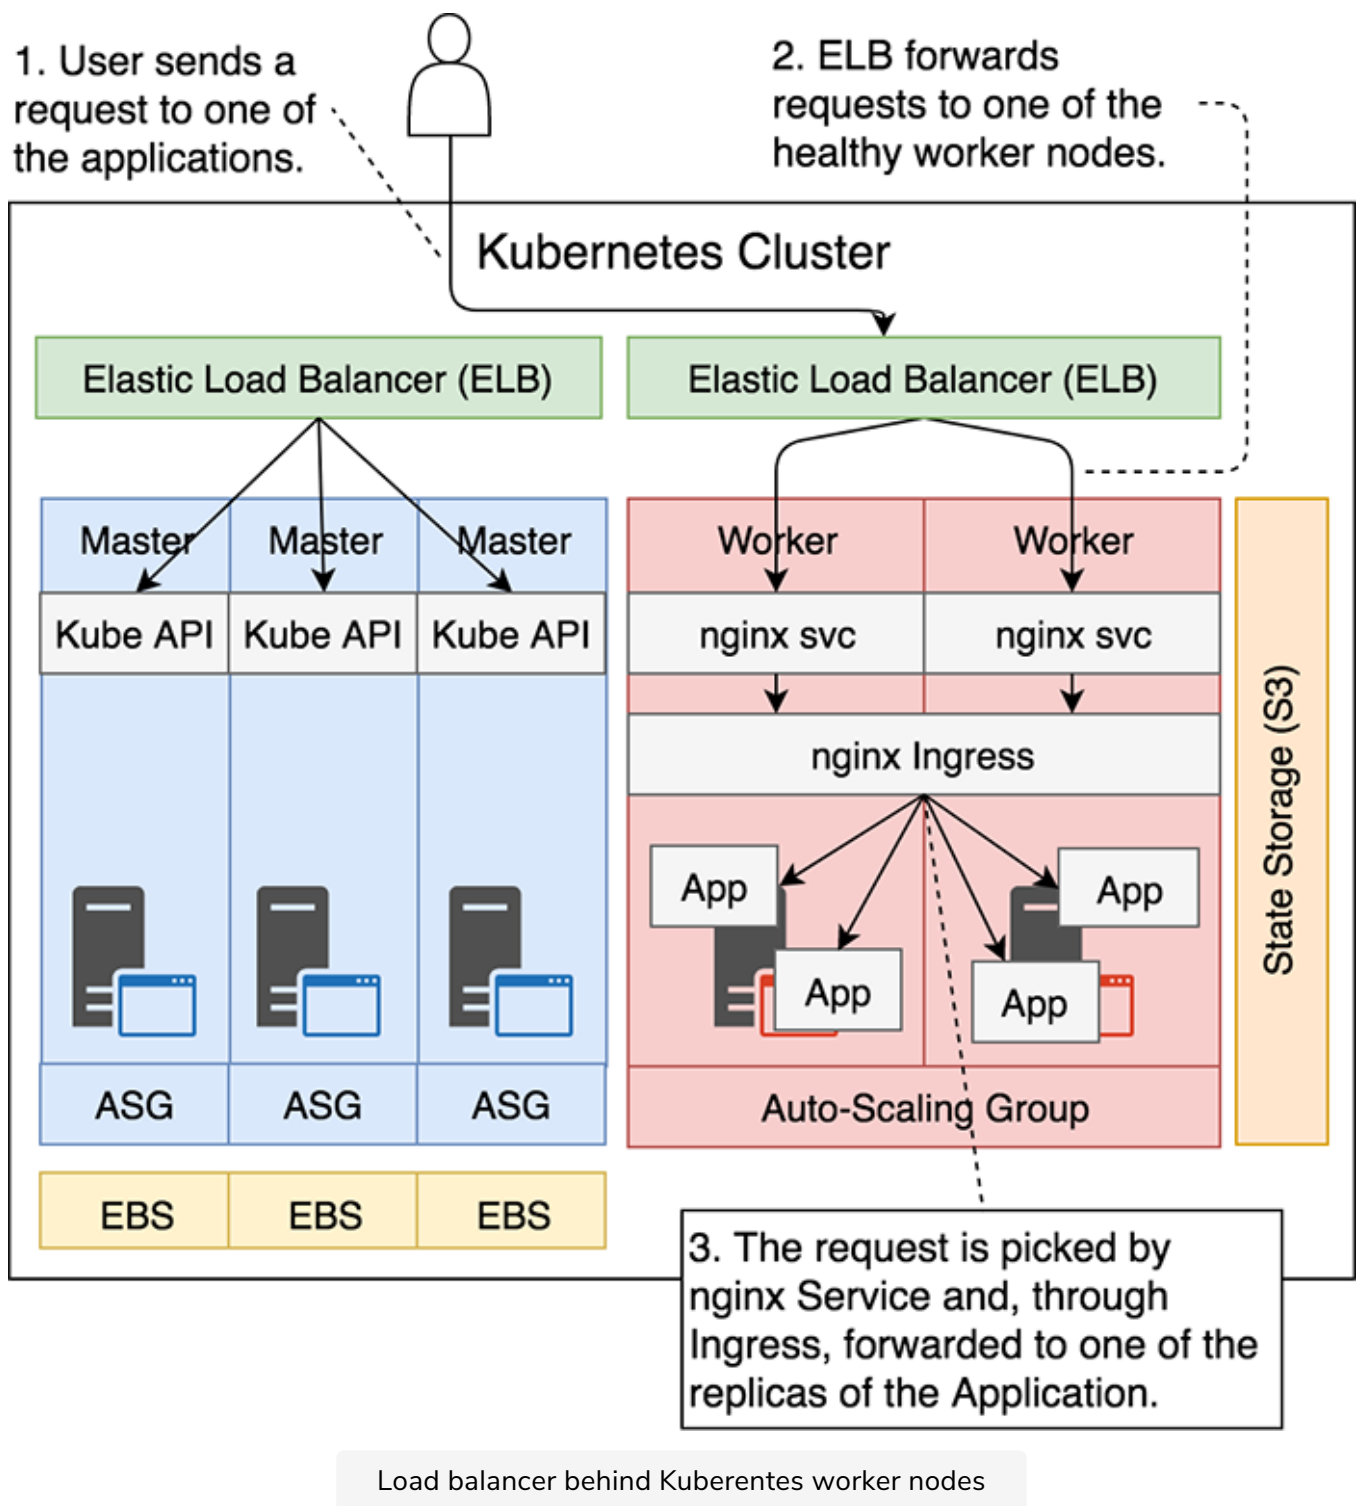 1. User sends a
request to one of
the applications.
2. ELB forwards
requests to one of the
healthy worker nodes.
Kubernetes Cluster
Elastic Load Balancer (ELB)
Elastic Load Balancer (ELB)
Master
Master
Master
Worker
Worker
Kube API
Kube API
Kube API
nginx svc
nginx svc
nginx Ingress
App
App
App
App
State Storage (S3)
ASG
ASG
ASG
Auto-Scaling Group
EBS
EBS
EBS
3. The request is picked by
nginx Service and, through
Ingress, forwarded to one of the
replicas of the Application.
Load balancer behind Kuberentes worker nodes